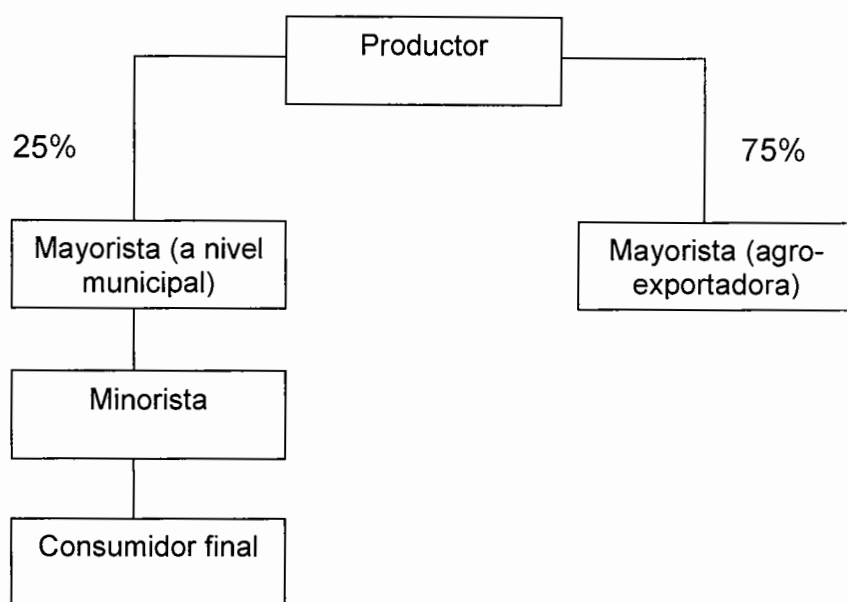 Productor
25%
75%
Mayorista (a nivel
municipal)
Mayorista (agro-
exportadora)
Minorista
Consumidor final